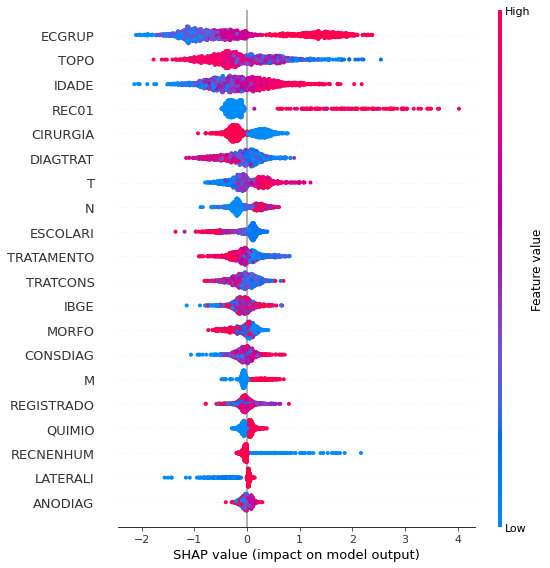 High
ECGRUP
TOPO
IDADE
REC01
CIRURGIA
DIAGTRAT
T
N
ESCOLARI
TRATAMENTO
TRATCONS
IBGE
MORFO
CONSDIAG
M
REGISTRADO
QUIMIO
RECNENHUM
LATERALI
ANODIAG
Feature value
Low
−2 −1 0 1 2 3 4
SHAP value (impact on model output)